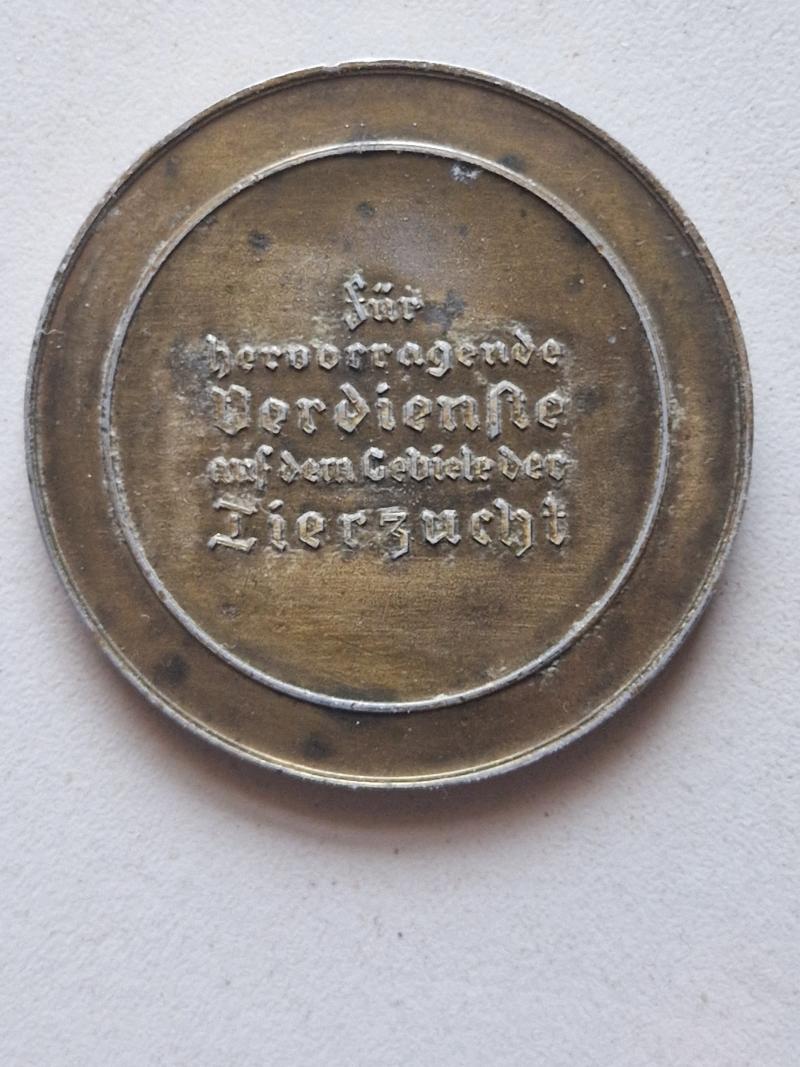 Für
hervorragende
Verdienste
auf dem Gebiete der
Tierzucht